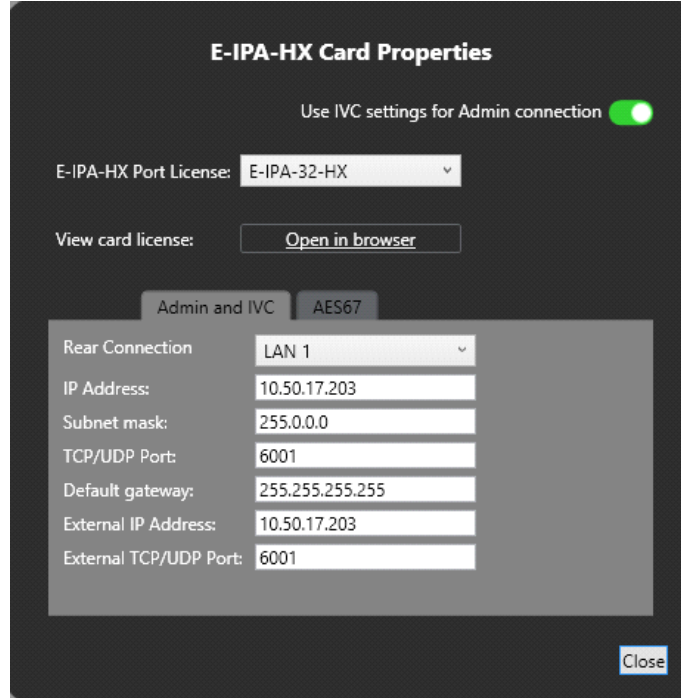 E-IPA-HX Card Properties
Use IVC settings for Admin connection
E-IPA-HX Port License: E-IPA-32-HX
View card license: Open in browser
Admin and IVC AES67
Rear Connection LAN 1
IP Address: 10.50.17.203
Subnet mask: 255.0.0.0
TCP/UDP Port: 6001
Default gateway: 255.255.255.255
External IP Address: 10.50.17.203
External TCP/UDP Port: 6001
Close